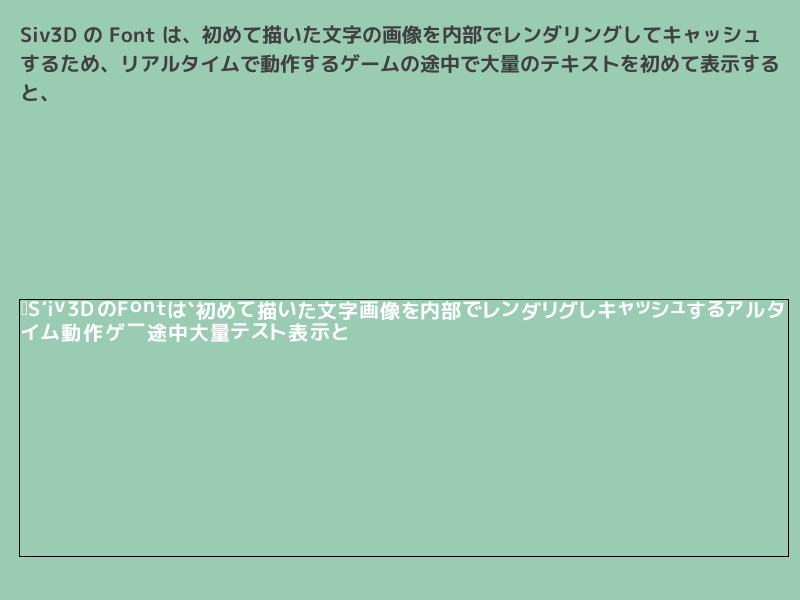 Siv3D の Font は、初めて描いた文字の画像を内部でレンダリングしてキャッシュ
するため、リアルタイムで動作するゲームの途中で大量のテキストを初めて表示する
と、
Siv3DのFontは、初めて描いた文字画像を内部でレンダリグしキャッシュするアルタ
イム動作ゲー途中大量テスト表示と